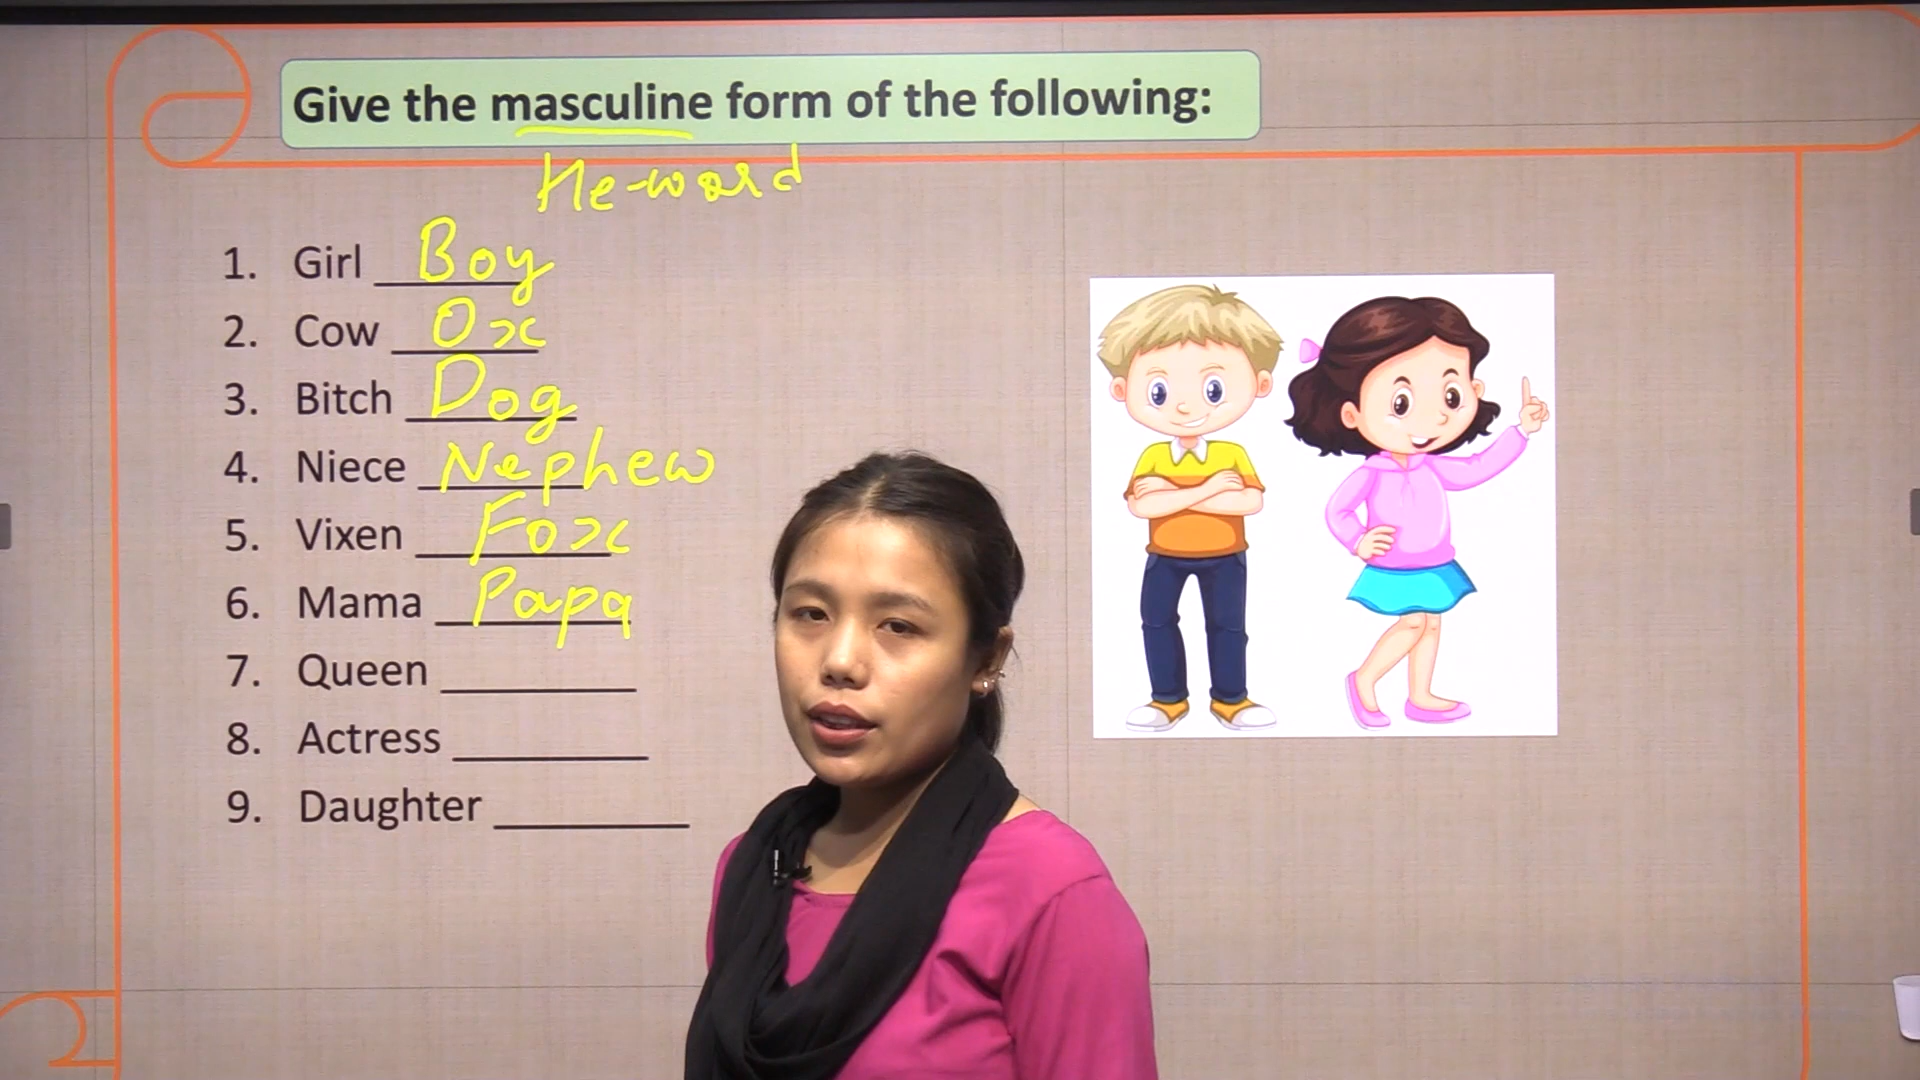 Give the masculine form of the following:
He-word
1. Girl Boy
2. Cow Ox
3. Bitch Dog
4. Niece Nephew
5. Vixen Fox
6. Mama Papa
7. Queen
8. Actress
9. Daughter